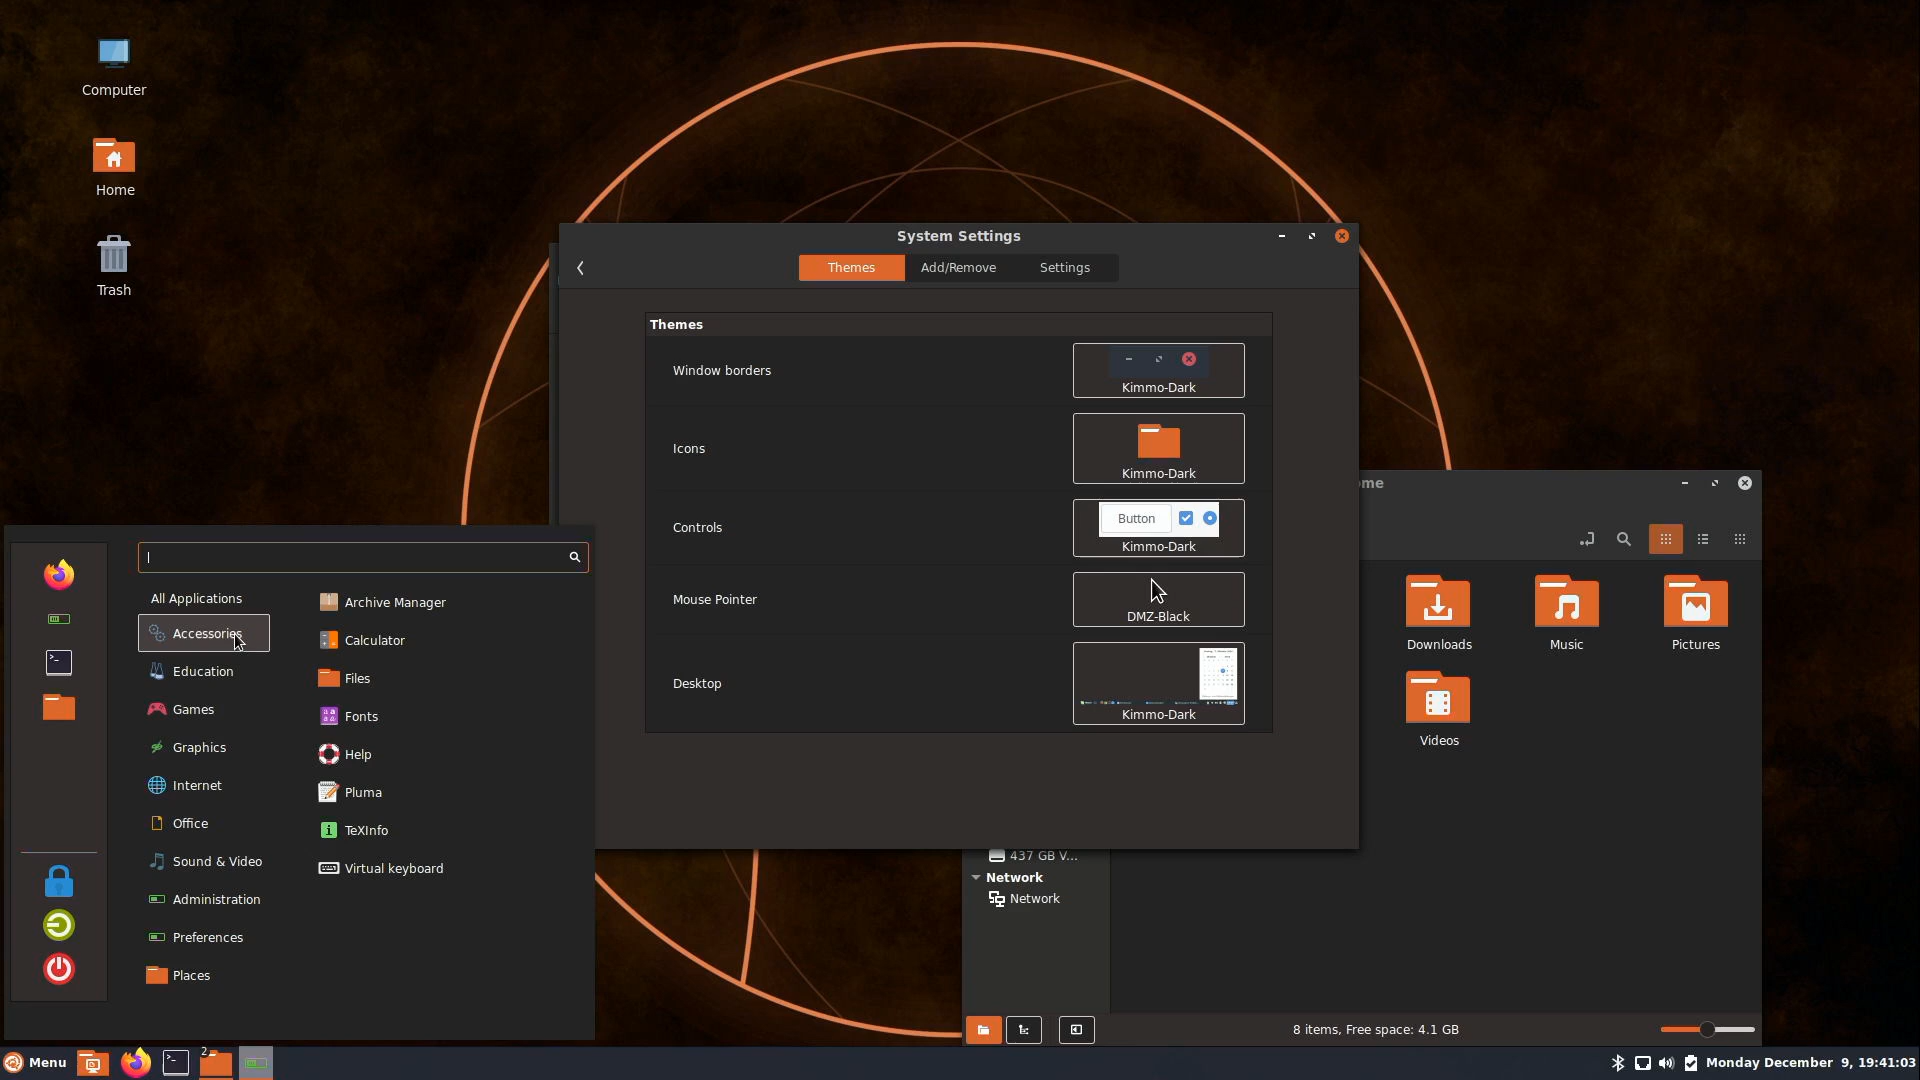 Computer
Home
Trash
System Settings
Themes
Add/Remove
Settings
Themes
Window borders
Kimmo-Dark
Icons
Kimmo-Dark
Controls
Button
Kimmo-Dark
Mouse Pointer
DMZ-Black
Desktop
Kimmo-Dark
ome
Downloads
Music
Pictures
Videos
437 GB V...
Network
Network
8 items, Free space: 4.1 GB
All Applications
Accessories
Education
Games
Graphics
Internet
Office
Sound & Video
Administration
Preferences
Places
Archive Manager
Calculator
Files
Fonts
Help
Pluma
TeXInfo
Virtual keyboard
Menu
2
Monday December 9, 19:41:03